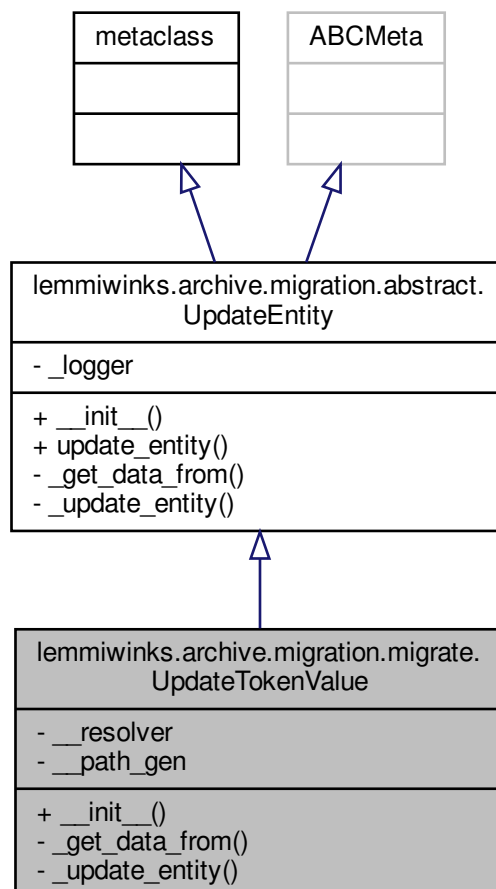 metaclass
ABCMeta
lemmiwinks.archive.migration.abstract.
UpdateEntity
- _logger
+ __init__()
+ update_entity()
- _get_data_from()
- _update_entity()
lemmiwinks.archive.migration.migrate.
UpdateTokenValue
- __resolver
- __path_gen
+ __init__()
- _get_data_from()
- _update_entity()